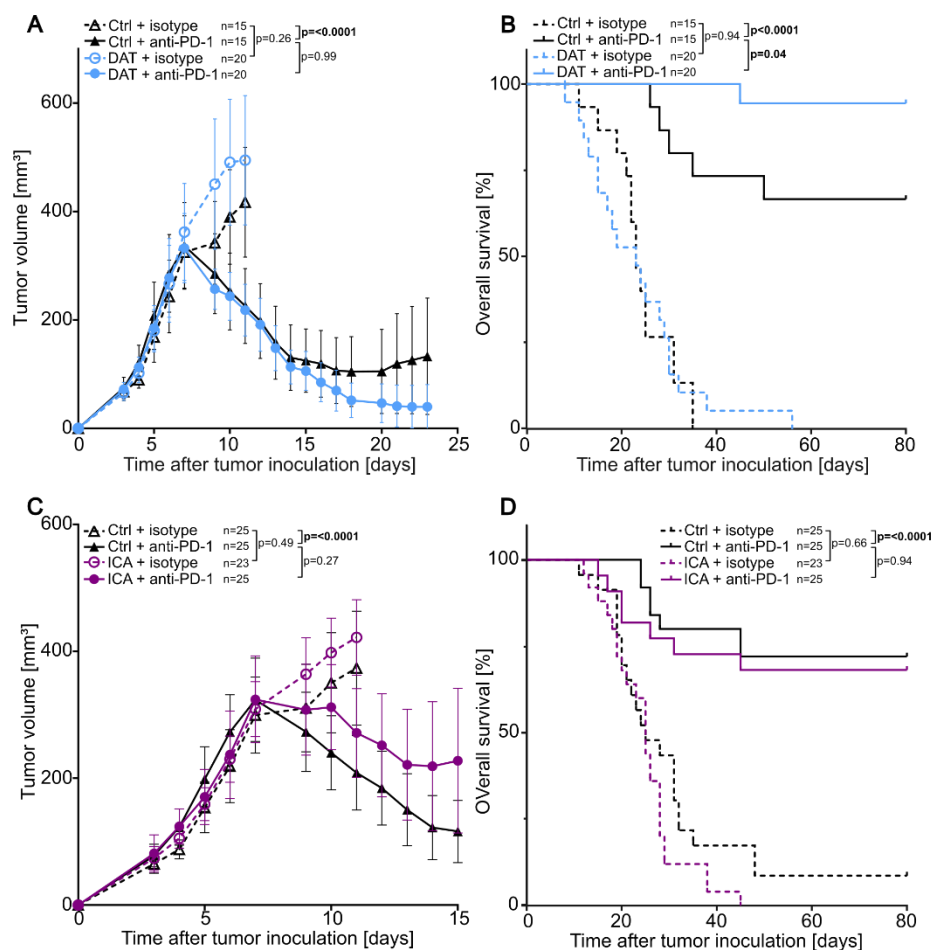 A
Ctrl + isotype n=15
Ctrl + anti-PD-1 n=15
DAT + isotype n=20
DAT + anti-PD-1 n=20
p=0.26
p=<0.0001
p=0.99
600
400
200
0
Tumor volume [mm³]
0 5 10 15 20 25
Time after tumor inoculation [days]
B
Ctrl + isotype n=15
Ctrl + anti-PD-1 n=15
DAT + isotype n=20
DAT + anti-PD-1 n=20
p=0.94
p=<0.0001
p=0.04
100
50
0
Overall survival [%]
0 20 40 60 80
Time after tumor inoculation [days]
C
Ctrl + isotype n=25
Ctrl + anti-PD-1 n=25
ICA + isotype n=23
ICA + anti-PD-1 n=25
p=0.49
p=<0.0001
p=0.27
600
400
200
0
Tumor volume [mm³]
0 5 10 15
Time after tumor inoculation [days]
D
Ctrl + isotype n=25
Ctrl + anti-PD-1 n=25
ICA + isotype n=23
ICA + anti-PD-1 n=25
p=0.66
p=<0.0001
p=0.94
100
50
0
OVerall survival [%]
0 20 40 60 80
Time after tumor inoculation [days]